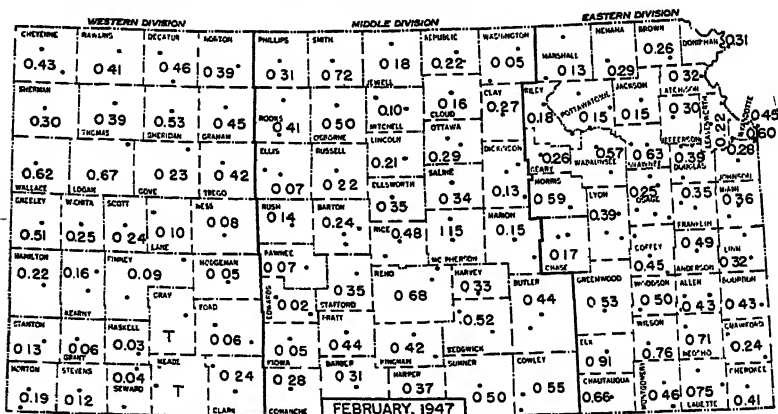 WESTERN DIVISION MIDDLE DIVISION EASTERN DIVISION
CHEYENNE RAWLINS DECATUR NORTON PHILLIPS SMITH JEWELL REPUBLIC WASHINGTON MARSHALL NEMAHA BROWN DONIPHAN
0.43 0.41 0.46 0.39 0.31 0.72 0.18 0.22 0.05 0.13 0.29 0.26 0.31
SHERMAN THOMAS SHERIDAN GRAHAM ROOKS OSBORNE MITCHELL CLOUD CLAY RILEY POTTAWATOMIE JACKSON ATCHISON
0.30 0.39 0.53 0.45 0.41 0.50 0.10 0.16 0.27 0.18 0.15 0.15 0.32
OTTAWA JEFFERSON LEAVENWORTH WYANDOTTE
0.29 0.30 0.22 0.45
0.60
WALLACE LOGAN GOVE TREGO ELLIS RUSSELL LINCOLN DICKINSON GEARY WABAUNSEE SHAWNEE DOUGLAS JOHNSON
0.62 0.67 0.23 0.42 0.07 0.22 0.21 0.13 0.26 0.57 0.63 0.39 0.28
ELLSWORTH SALINE
0.35 0.34
GREELEY WICHITA SCOTT LANE NESS RUSH BARTON RICE MC PHERSON MARION MORRIS LYON OSAGE FRANKLIN MIAMI
0.51 0.25 0.24 0.10 0.08 0.14 0.24 0.48 1.15 0.15 0.59 0.39 0.25 0.35 0.36
CHASE
0.17
HAMILTON KEARNY FINNEY HODGEMAN PAWNEE STAFFORD RENO HARVEY BUTLER GREENWOOD COFFEY ANDERSON LINN
0.22 0.16 0.09 0.05 0.07 0.35 0.68 0.33 0.44 0.53 0.45 0.49 0.32
GRAY FORD EDWARDS SEDGWICK WOODSON ALLEN BOURBON
T 0.06 0.02 0.52 0.50 0.43 0.43
STANTON GRANT HASKELL KIOWA PRATT KINGMAN ELK WILSON NEOSHO CRAWFORD
0.13 0.06 0.03 0.05 0.44 0.42 0.91 0.76 0.71 0.24
MORTON STEVENS SEWARD MEADE CLARK COMANCHE BARBER HARPER SUMNER COWLEY CHAUTAUQUA MONTGOMERY LABETTE CHEROKEE
0.19 0.12 0.04 T 0.24 0.28 0.31 0.37 0.50 0.55 0.66 0.46 0.75 0.41
FEBRUARY, 1947